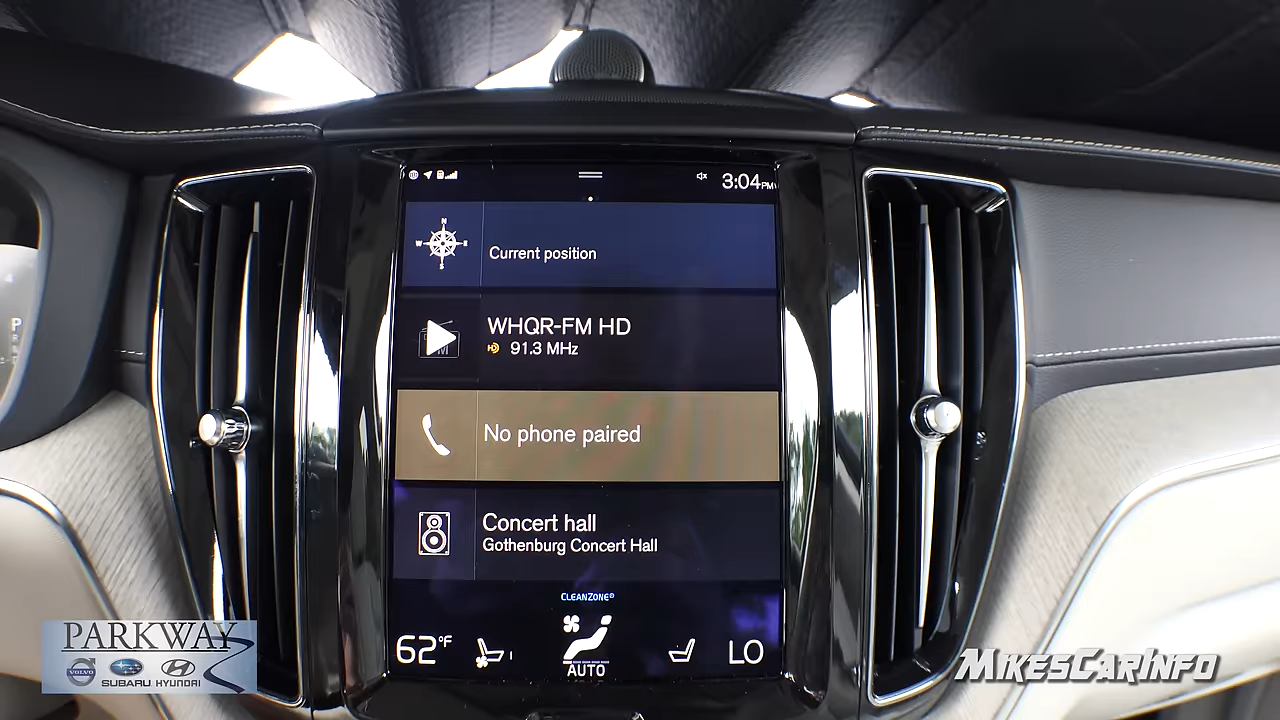 3:04PM
N
W E
S
Current position
WHQR-FM HD
91.3 MHz
No phone paired
Concert hall
Gothenburg Concert Hall
CLEANZONE
62°F
AUTO
LO
P
R
PARKWAY
VOLVO SUBARU HYUNDAI
MIKESCARINFO